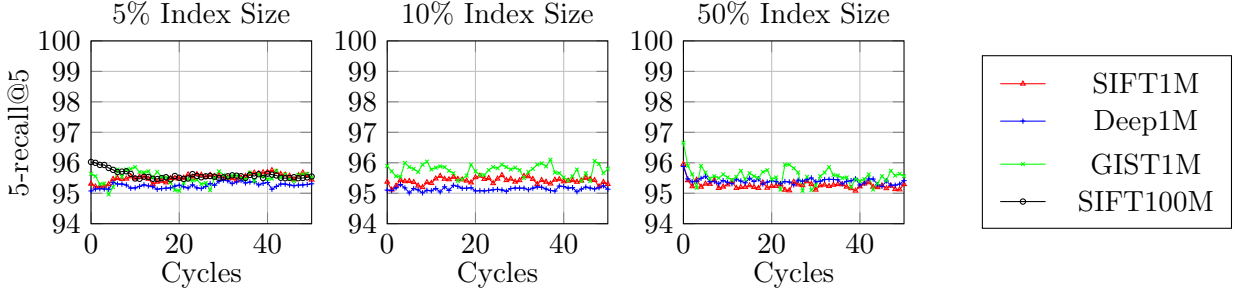 5% Index Size
5-recall@5
100
99
98
97
96
95
94
0 20 40
Cycles
10% Index Size
100
99
98
97
96
95
94
0 20 40
Cycles
50% Index Size
100
99
98
97
96
95
94
0 20 40
Cycles
SIFT1M
Deep1M
GIST1M
SIFT100M